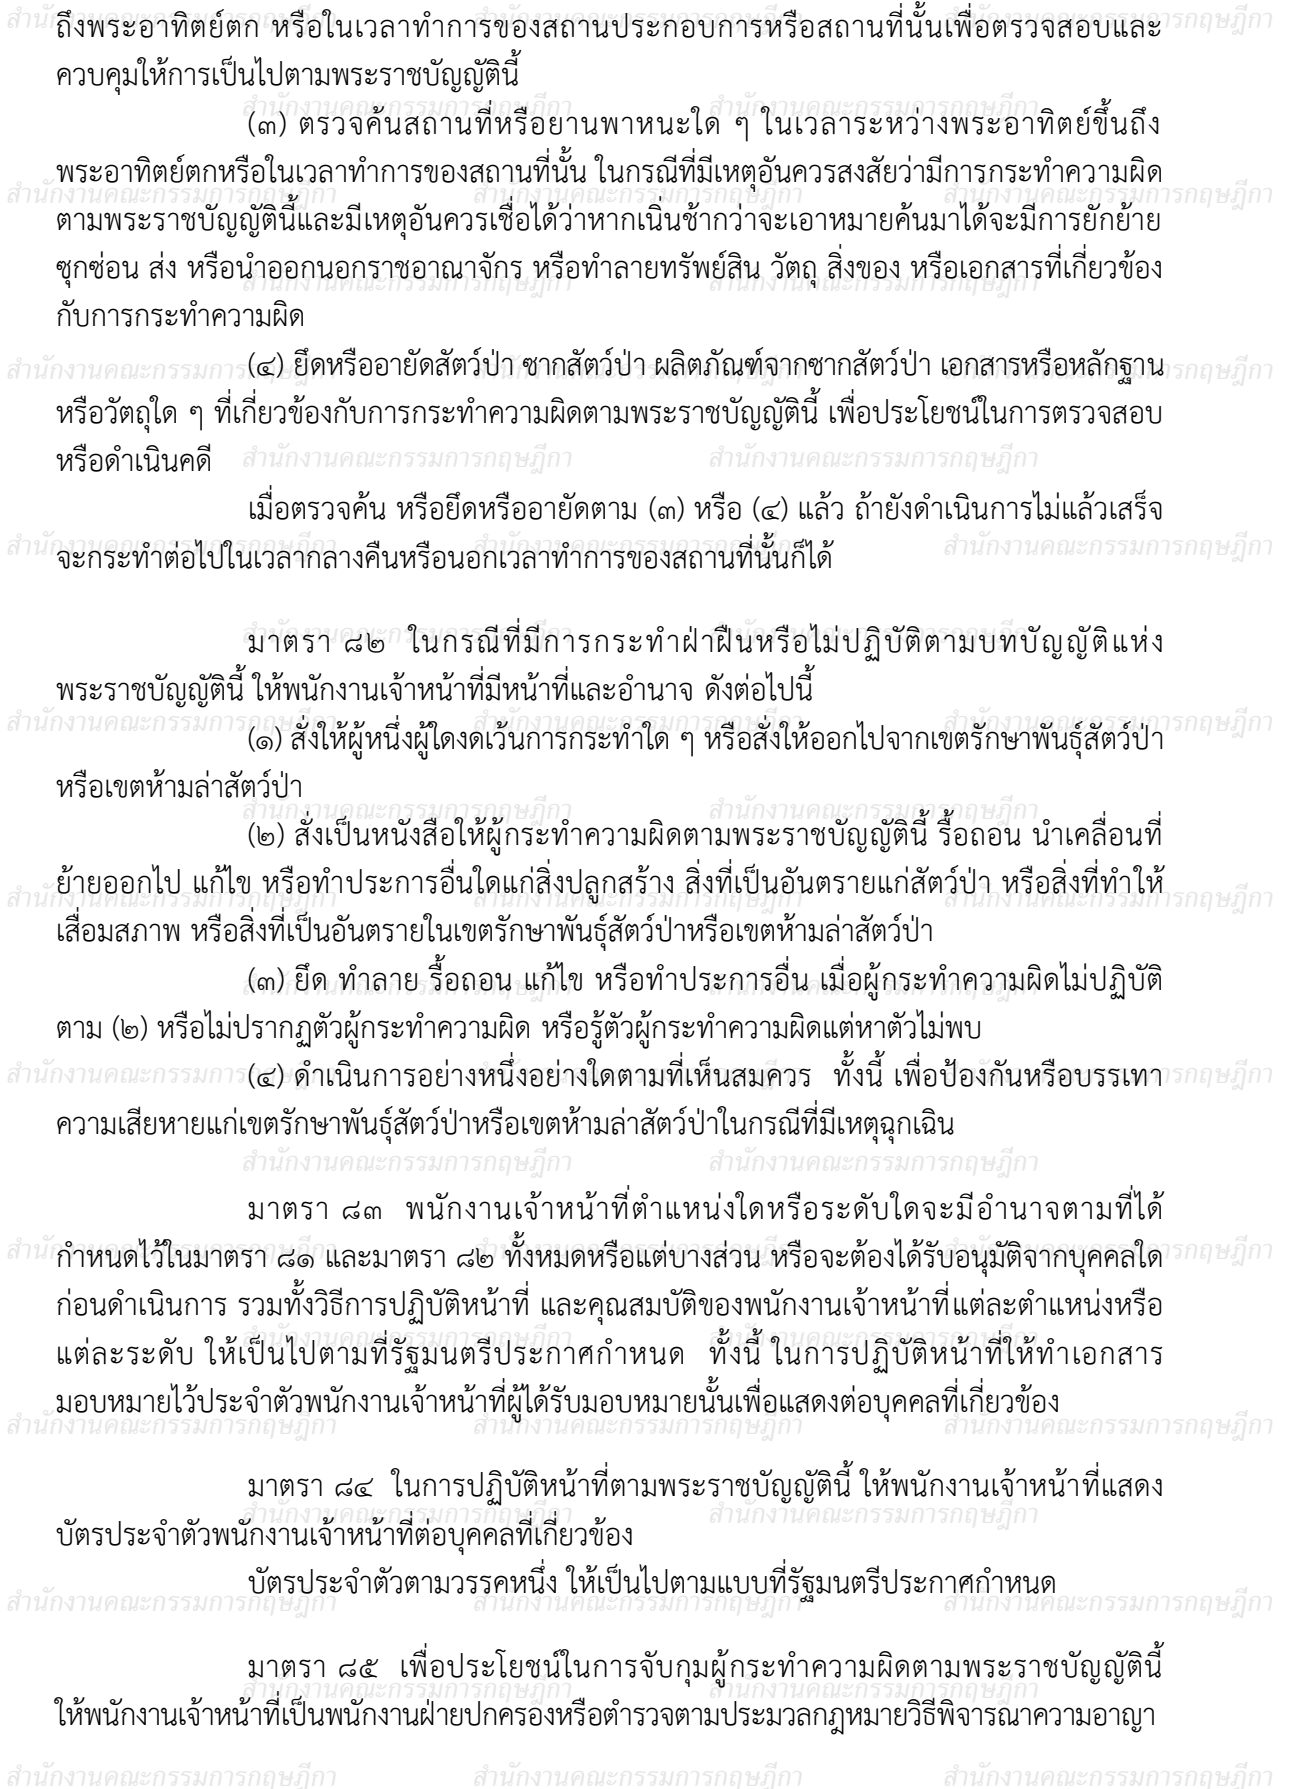 ถึงพระอาทิตย์ตก หรือในเวลาทำการของสถานประกอบการหรือสถานที่นั้นเพื่อตรวจสอบและ
ควบคุมให้การเป็นไปตามพระราชบัญญัตินี้
(๓) ตรวจค้นสถานที่หรือยานพาหนะใด ๆ ในเวลาระหว่างพระอาทิตย์ขึ้นถึง
พระอาทิตย์ตกหรือในเวลาทำการของสถานที่นั้น ในกรณีที่มีเหตุอันควรสงสัยว่ามีการกระทำความผิด
ตามพระราชบัญญัตินี้และมีเหตุอันควรเชื่อได้ว่าหากเนิ่นช้ากว่าจะเอาหมายค้นมาได้จะมีการยักย้าย
ซุกซ่อน ส่ง หรือนำออกนอกราชอาณาจักร หรือทำลายทรัพย์สิน วัตถุ สิ่งของ หรือเอกสารที่เกี่ยวข้อง
กับการกระทำความผิด
(๔) ยึดหรืออายัดสัตว์ป่า ซากสัตว์ป่า ผลิตภัณฑ์จากซากสัตว์ป่า เอกสารหรือหลักฐาน
หรือวัตถุใด ๆ ที่เกี่ยวข้องกับการกระทำความผิดตามพระราชบัญญัตินี้ เพื่อประโยชน์ในการตรวจสอบ
หรือดำเนินคดี
เมื่อตรวจค้น หรือยึดหรืออายัดตาม (๓) หรือ (๔) แล้ว ถ้ายังดำเนินการไม่แล้วเสร็จ
จะกระทำต่อไปในเวลากลางคืนหรือนอกเวลาทำการของสถานที่นั้นก็ได้
มาตรา ๘๒ ในกรณีที่มีการกระทำฝ่าฝืนหรือไม่ปฏิบัติตามบทบัญญัติแห่ง
พระราชบัญญัตินี้ ให้พนักงานเจ้าหน้าที่มีหน้าที่และอำนาจ ดังต่อไปนี้
(๑) สั่งให้ผู้หนึ่งผู้ใดงดเว้นการกระทำใด ๆ หรือสั่งให้ออกไปจากเขตรักษาพันธุ์สัตว์ป่า
หรือเขตห้ามล่าสัตว์ป่า
(๒) สั่งเป็นหนังสือให้ผู้กระทำความผิดตามพระราชบัญญัตินี้ รื้อถอน นำเคลื่อนที่
ย้ายออกไป แก้ไข หรือทำประการอื่นใดแก่สิ่งปลูกสร้าง สิ่งที่เป็นอันตรายแก่สัตว์ป่า หรือสิ่งที่ทำให้
เสื่อมสภาพ หรือสิ่งที่เป็นอันตรายในเขตรักษาพันธุ์สัตว์ป่าหรือเขตห้ามล่าสัตว์ป่า
(๓) ยึด ทำลาย รื้อถอน แก้ไข หรือทำประการอื่น เมื่อผู้กระทำความผิดไม่ปฏิบัติ
ตาม (๒) หรือไม่ปรากฏตัวผู้กระทำความผิด หรือรู้ตัวผู้กระทำความผิดแต่หาตัวไม่พบ
(๔) ดำเนินการอย่างหนึ่งอย่างใดตามที่เห็นสมควร ทั้งนี้ เพื่อป้องกันหรือบรรเทา
ความเสียหายแก่เขตรักษาพันธุ์สัตว์ป่าหรือเขตห้ามล่าสัตว์ป่าในกรณีที่มีเหตุฉุกเฉิน
มาตรา ๘๓ พนักงานเจ้าหน้าที่ตำแหน่งใดหรือระดับใดจะมีอำนาจตามที่ได้
กำหนดไว้ในมาตรา ๘๑ และมาตรา ๘๒ ทั้งหมดหรือแต่บางส่วน หรือจะต้องได้รับอนุมัติจากบุคคลใด
ก่อนดำเนินการ รวมทั้งวิธีการปฏิบัติหน้าที่ และคุณสมบัติของพนักงานเจ้าหน้าที่แต่ละตำแหน่งหรือ
แต่ละระดับ ให้เป็นไปตามที่รัฐมนตรีประกาศกำหนด ทั้งนี้ ในการปฏิบัติหน้าที่ให้ทำเอกสาร
มอบหมายไว้ประจำตัวพนักงานเจ้าหน้าที่ผู้ได้รับมอบหมายนั้นเพื่อแสดงต่อบุคคลที่เกี่ยวข้อง
มาตรา ๘๔ ในการปฏิบัติหน้าที่ตามพระราชบัญญัตินี้ ให้พนักงานเจ้าหน้าที่แสดง
บัตรประจำตัวพนักงานเจ้าหน้าที่ต่อบุคคลที่เกี่ยวข้อง
บัตรประจำตัวตามวรรคหนึ่ง ให้เป็นไปตามแบบที่รัฐมนตรีประกาศกำหนด
มาตรา ๘๕ เพื่อประโยชน์ในการจับกุมผู้กระทำความผิดตามพระราชบัญญัตินี้
ให้พนักงานเจ้าหน้าที่เป็นพนักงานฝ่ายปกครองหรือตำรวจตามประมวลกฎหมายวิธีพิจารณาความอาญา
สำนักงานคณะกรรมการกฤษฎีกา สำนักงานคณะกรรมการกฤษฎีกา สำนักงานคณะกรรมการกฤษฎีกา